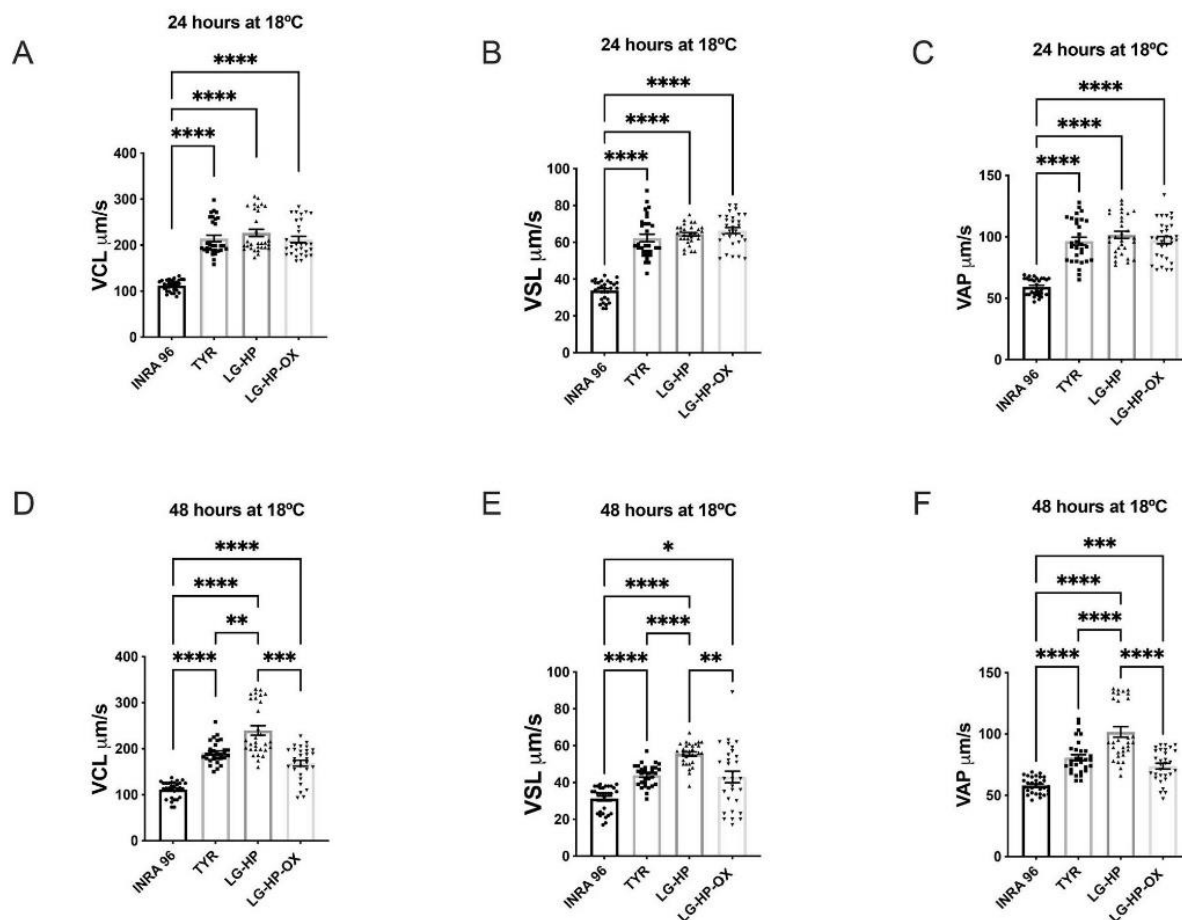 A
24 hours at 18ºC
****
****
****
VCL μm/s
400
300
200
100
0
INRA 96
TYR
LG-HP
LG-HP-OX
B
24 hours at 18ºC
****
****
****
VSL μm/s
100
80
60
40
20
0
INRA 96
TYR
LG-HP
LG-HP-OX
C
24 hours at 18ºC
****
****
****
VAP μm/s
150
100
50
0
INRA 96
TYR
LG-HP
LG-HP-OX
D
48 hours at 18ºC
****
****
**
**** ***
VCL μm/s
400
300
200
100
0
INRA 96
TYR
LG-HP
LG-HP-OX
E
48 hours at 18ºC
*
****
****
**** **
VSL μm/s
100
80
60
40
20
0
INRA 96
TYR
LG-HP
LG-HP-OX
F
48 hours at 18ºC
***
****
****
**** ****
VAP μm/s
150
100
50
0
INRA 96
TYR
LG-HP
LG-HP-OX